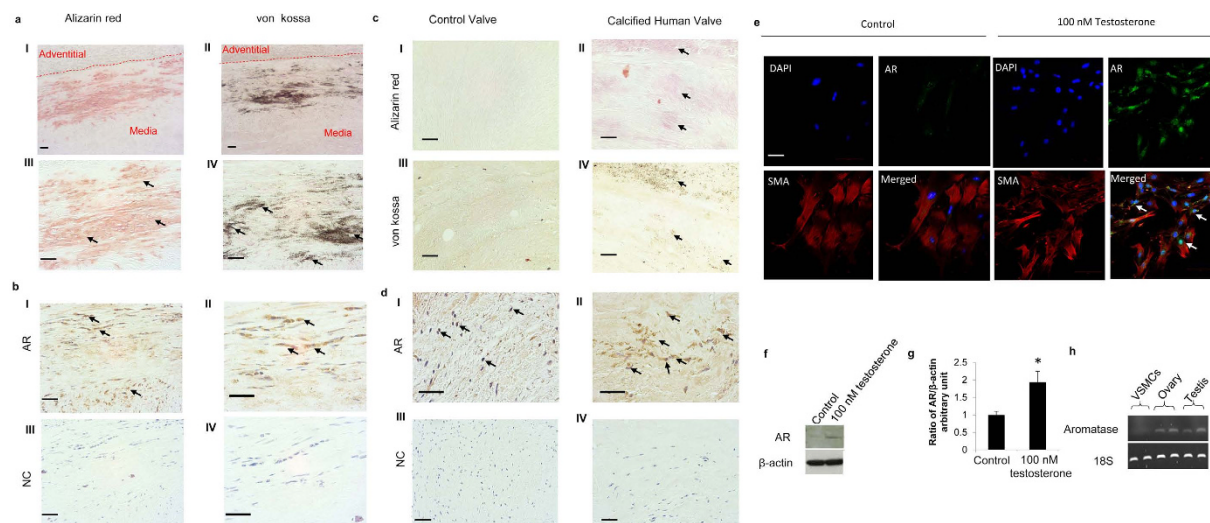 a
Alizarin red
von kossa
I
Adventitial
Media
II
Adventitial
Media
III
IV
b
I
II
AR
III
IV
NC
c
Control Valve
Calcified Human Valve
I
II
Alizarin red
III
IV
von kossa
d
I
II
AR
III
IV
NC
e
Control
100 nM Testosterone
DAPI
AR
DAPI
AR
SMA
Merged
SMA
Merged
f
Control
100 nM testosterone
AR
β-actin
g
Ratio of AR/β-actin
arbitrary unit
2.5
2
1.5
1
0.5
0
*
Control
100 nM
testosterone
h
VSMCs
Ovary
Testis
Aromatase
18S